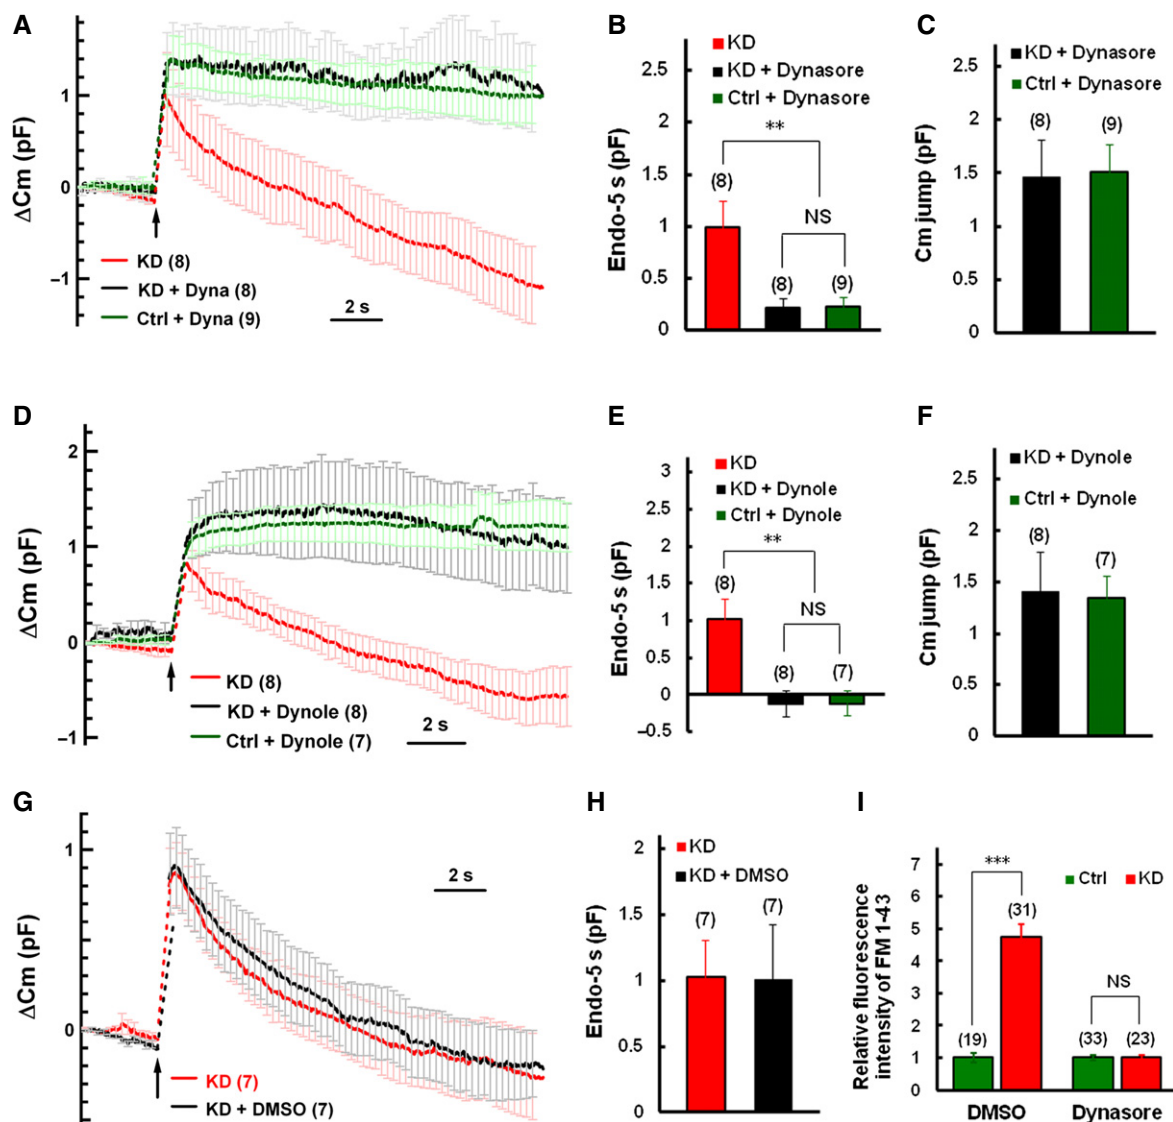 A
ΔCm (pF)
1
0
−1
KD (8)
KD + Dyna (8)
Ctrl + Dyna (9)
2 s
B
Endo-5 s (pF)
2.5
2
1.5
1
0.5
0
KD
KD + Dynasore
Ctrl + Dynasore
**
(8)
NS
(8)
(9)
C
Cm jump (pF)
2.5
2
1.5
1
0.5
0
KD + Dynasore
Ctrl + Dynasore
(8)
(9)
D
ΔCm (pF)
2
1
0
−1
KD (8)
KD + Dynole (8)
Ctrl + Dynole (7)
2 s
E
Endo-5 s (pF)
3
2.5
2
1.5
1
0.5
0
−0.5
KD
KD + Dynole
Ctrl + Dynole
**
(8)
NS
(8)
(7)
F
Cm jump (pF)
2.5
2
1.5
1
0.5
0
KD + Dynole
Ctrl + Dynole
(8)
(7)
G
ΔCm (pF)
1
0
2 s
KD (7)
KD + DMSO (7)
H
Endo-5 s (pF)
2
1.5
1
0.5
0
KD
KD + DMSO
(7)
(7)
I
Relative fluorescence
intensity of FM 1-43
7
6
5
4
3
2
1
0
Ctrl
KD
***
(31)
(19)
NS
(33)
(23)
DMSO
Dynasore